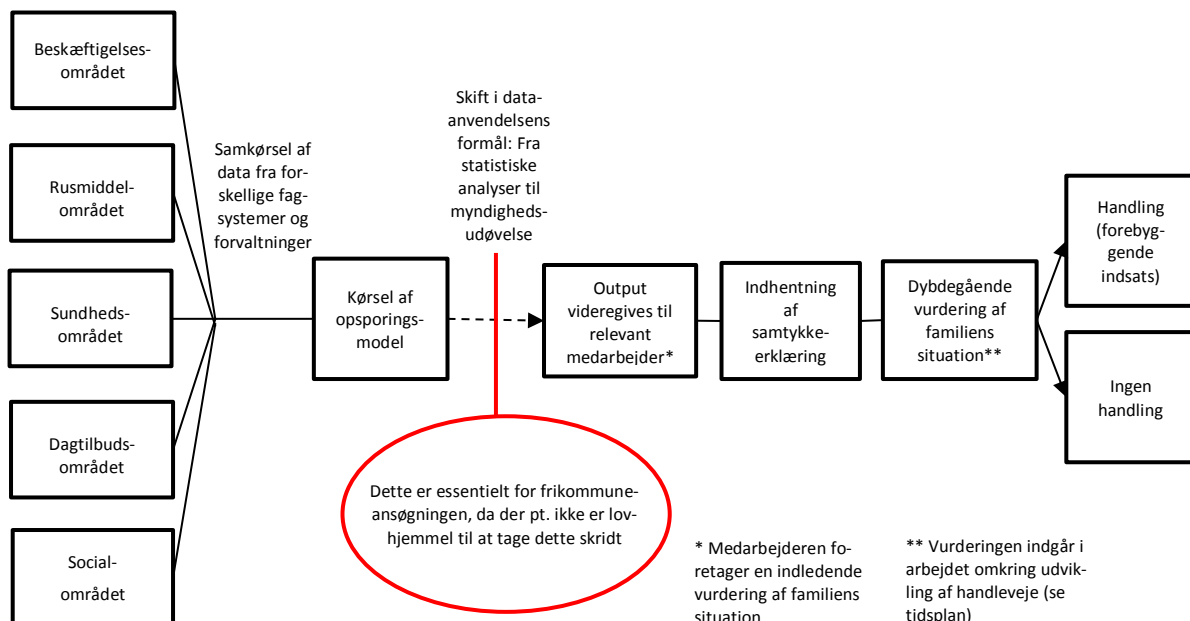 Beskæftigelses-
området
Rusmiddel-
området
Sundheds-
området
Dagtilbuds-
området
Social-
området
Samkørsel af
data fra for-
skellige fag-
systemer og
forvaltninger
Kørsel af
opsporings-
model
Skift i data-
anvendelsens
formål: Fra
statistiske
analyser til
myndigheds-
udøvelse
Dette er essentielt for frikommune-
ansøgningen, da der pt. ikke er lov-
hjemmel til at tage dette skridt
Output
videregives til
relevant
medarbejder*
Indhentning
af
samtykke-
erklæring
Dybdegående
vurdering af
familiens
situation**
Handling
(forebyg-
gende
indsats)
Ingen
handling
* Medarbejderen fo-
retager en indledende
vurdering af familiens
situation
** Vurderingen indgår i
arbejdet omkring udvik-
ling af handleveje (se
tidsplan)